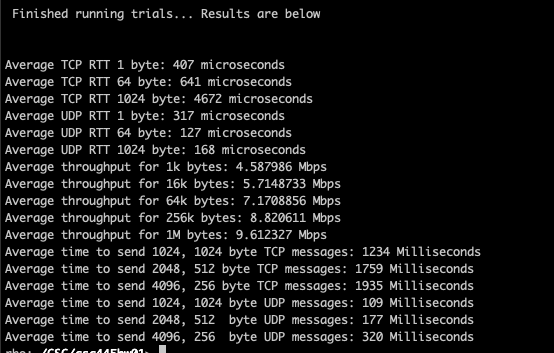 Finished running trials... Results are below
Average TCP RTT 1 byte: 407 microseconds
Average TCP RTT 64 byte: 641 microseconds
Average TCP RTT 1024 byte: 4672 microseconds
Average UDP RTT 1 byte: 317 microseconds
Average UDP RTT 64 byte: 127 microseconds
Average UDP RTT 1024 byte: 168 microseconds
Average throughput for 1k bytes: 4.587986 Mbps
Average throughput for 16k bytes: 5.7148733 Mbps
Average throughput for 64k bytes: 7.1708856 Mbps
Average throughput for 256k bytes: 8.820611 Mbps
Average throughput for 1M bytes: 9.612327 Mbps
Average time to send 1024, 1024 byte TCP messages: 1234 Milliseconds
Average time to send 2048, 512 byte TCP messages: 1759 Milliseconds
Average time to send 4096, 256 byte TCP messages: 1935 Milliseconds
Average time to send 1024, 1024 byte UDP messages: 109 Milliseconds
Average time to send 2048, 512  byte UDP messages: 177 Milliseconds
Average time to send 4096, 256  byte UDP messages: 320 Milliseconds